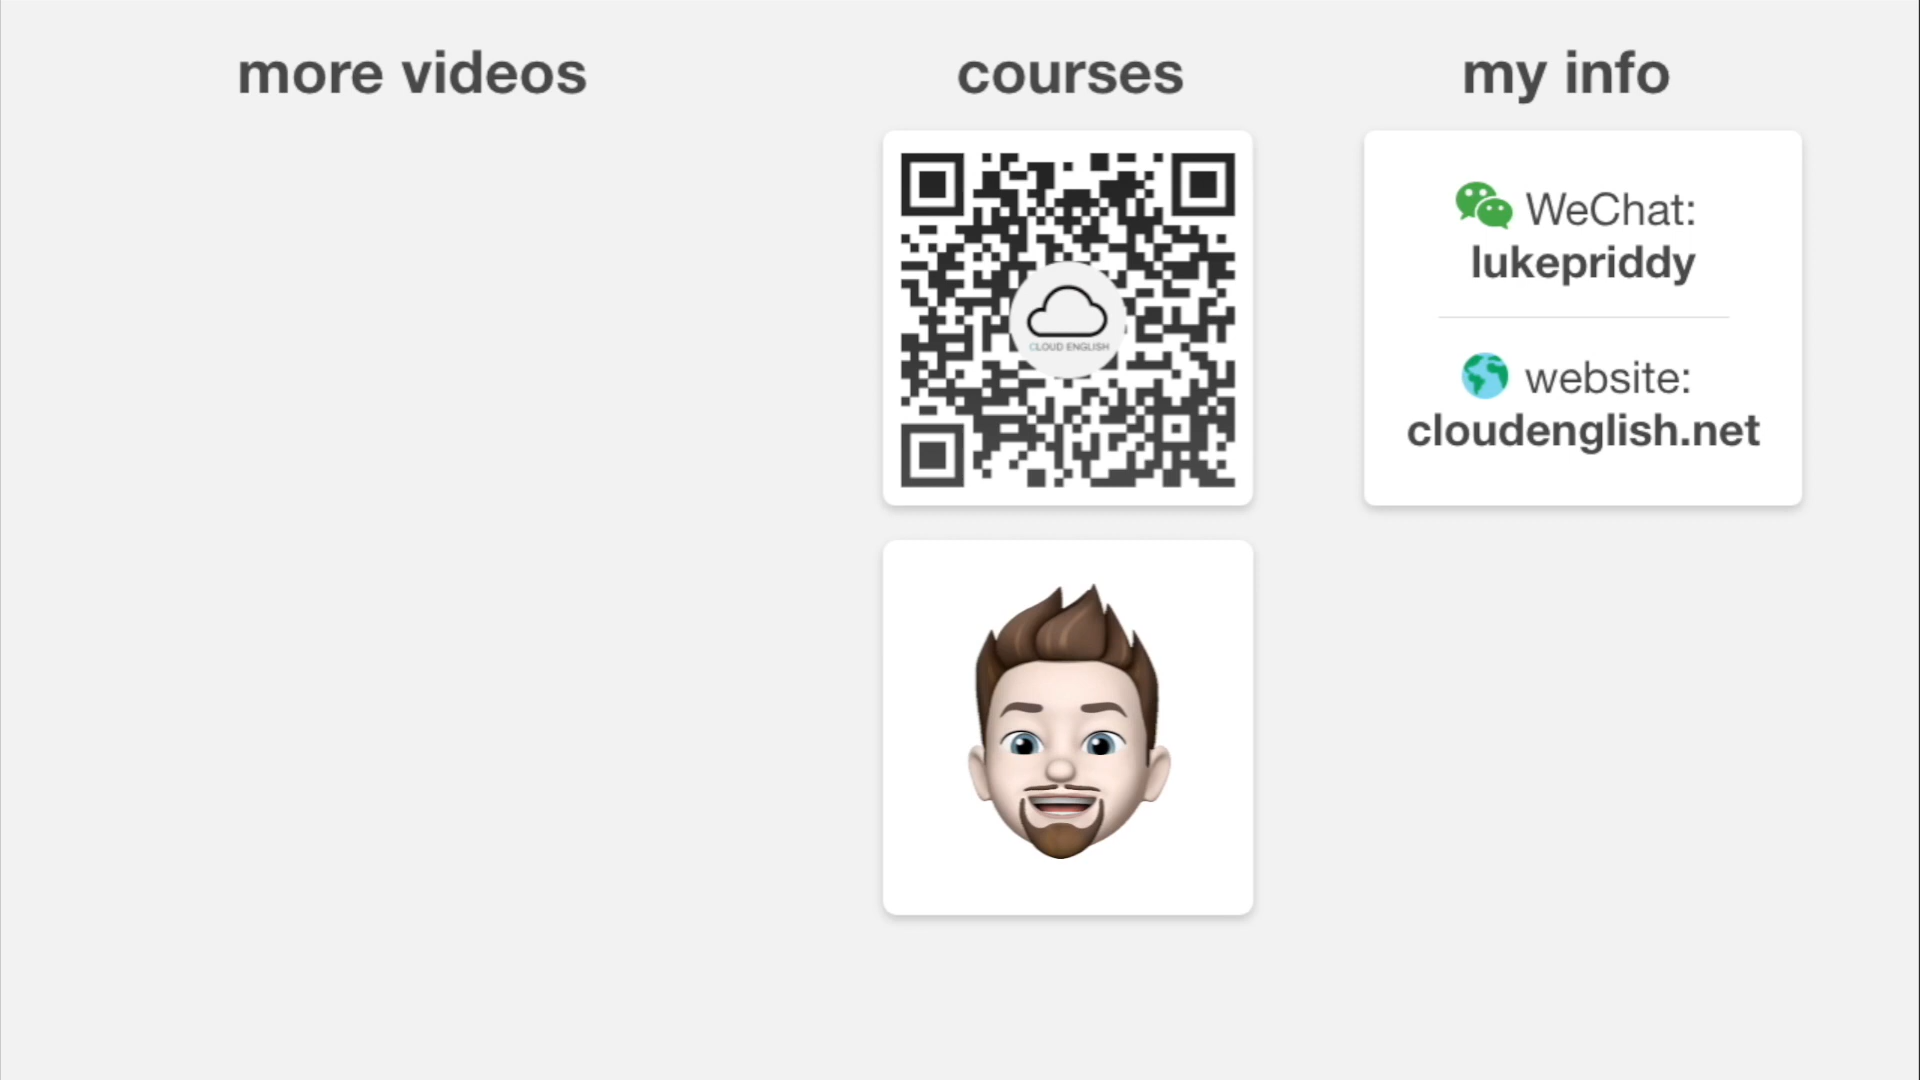 more videos
courses
my info
CLOUD ENGLISH
WeChat:
lukepriddy
website:
cloudenglish.net